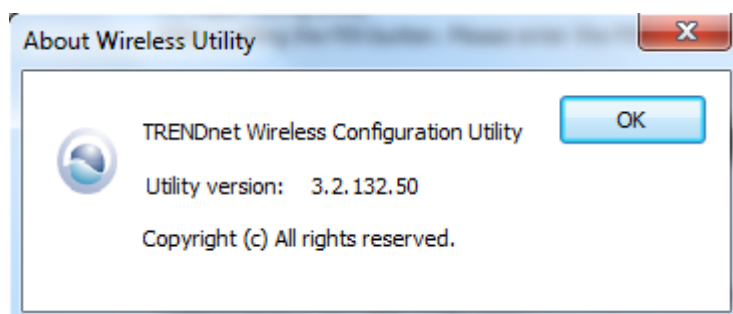 About Wireless Utility
TRENDnet Wireless Configuration Utility
OK
Utility version: 3.2.132.50
Copyright (c) All rights reserved.